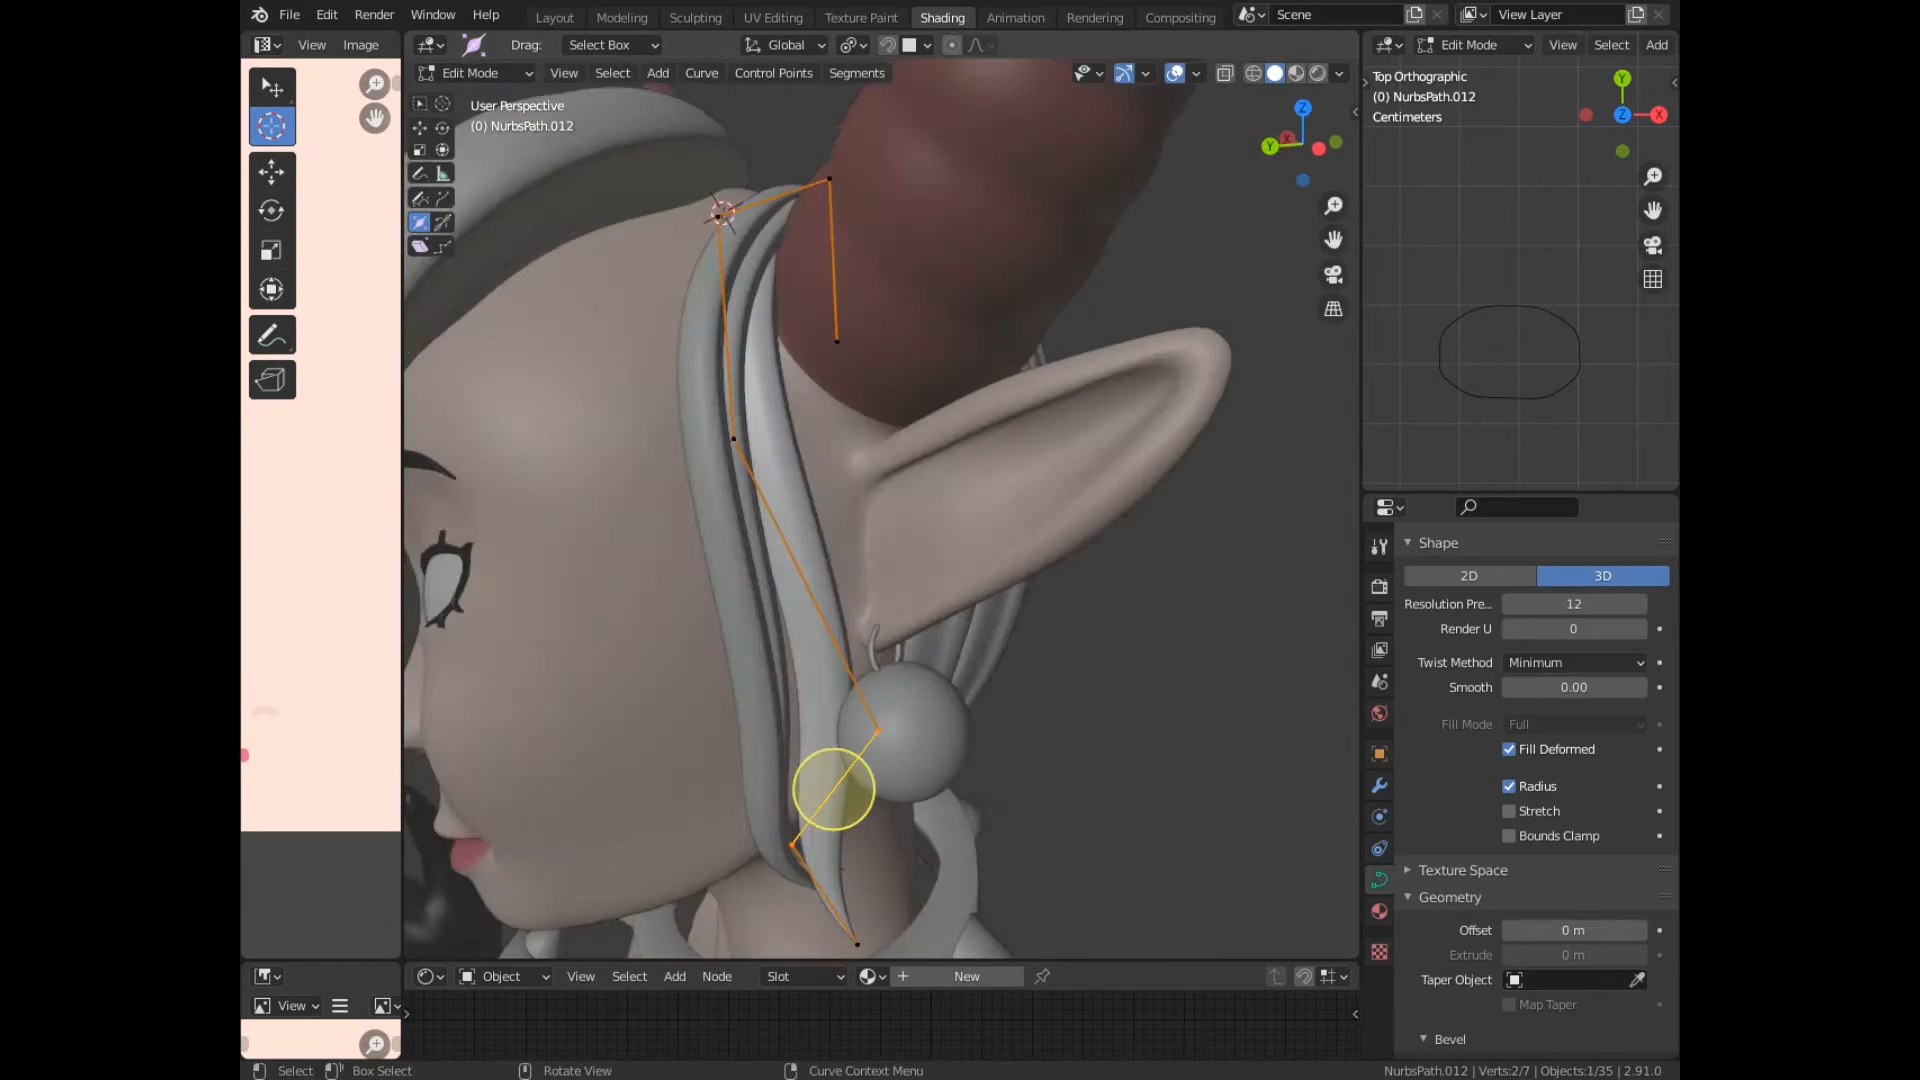 File Edit Render Window Help
Layout Modeling Sculpting UV Editing Texture Paint Shading Animation Rendering Compositing
Scene
View Layer
View Image
Drag: Select Box
Global
Edit Mode View Select Add
Edit Mode View Select Add Curve Control Points Segments
User Perspective
(0) NurbsPath.012
Z
Y
X
Top Orthographic
(0) NurbsPath.012
Centimeters
Y
Z
X
Shape
2D 3D
Resolution Pre... 12
Render U 0
Twist Method Minimum
Smooth 0.00
Fill Mode Full
Fill Deformed
Radius
Stretch
Bounds Clamp
Texture Space
Geometry
Offset 0 m
Extrude 0 m
Taper Object
Map Taper
Bevel
Object View Select Add Node Slot New
View
Select Box Select Rotate View Curve Context Menu
NurbsPath.012 | Verts:2/7 | Objects:1/35 | 2.91.0